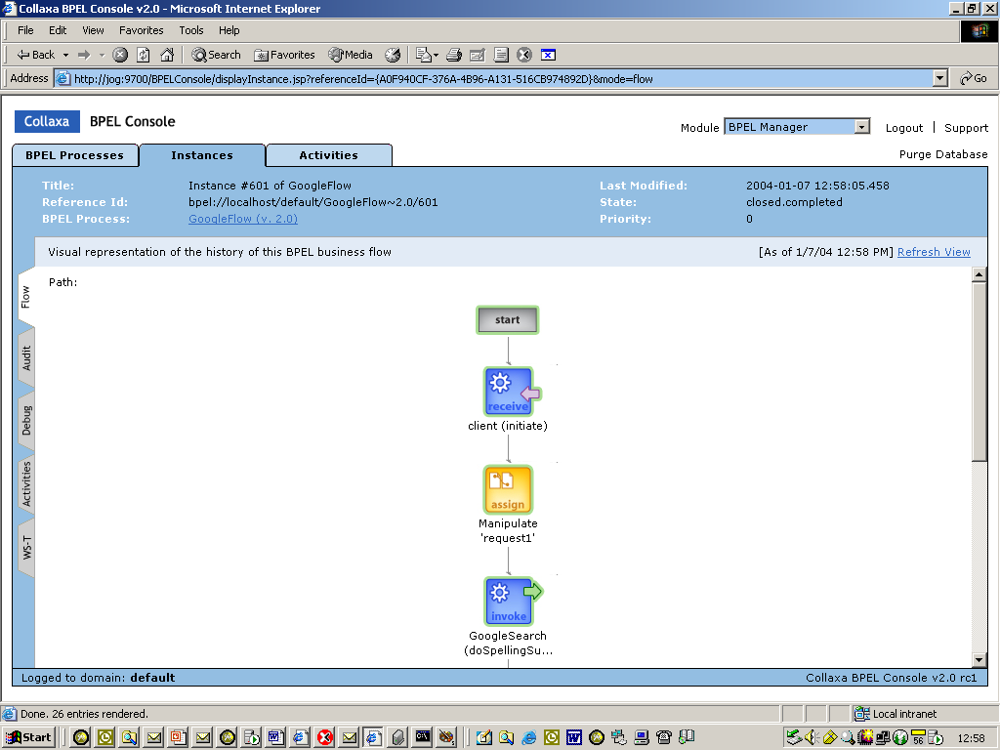 Collaxa BPEL Console v2.0 - Microsoft Internet Explorer
File Edit View Favorites Tools Help
Back Search Favorites Media
Address http://jog:9700/BPELConsole/displayInstance.jsp?referenceId={A0F940CF-376A-4B96-A131-516CB974892D}&mode=flow Go
Collaxa BPEL Console
Module BPEL Manager Logout | Support
BPEL Processes Instances Activities Purge Database
Title: Instance #601 of GoogleFlow Last Modified: 2004-01-07 12:58:05.458
Reference Id: bpel://localhost/default/GoogleFlow~2.0/601 State: closed.completed
BPEL Process: GoogleFlow (v. 2.0) Priority: 0
Visual representation of the history of this BPEL business flow [As of 1/7/04 12:58 PM] Refresh View
Path:
Flow
Audit
Debug
Activities
WS-T
start
receive
client (initiate)
assign
Manipulate
'request1'
invoke
GoogleSearch
(doSpellingSu...
Logged to domain: default Collaxa BPEL Console v2.0 rc1
Done. 26 entries rendered. Local intranet
Start 56 12:58